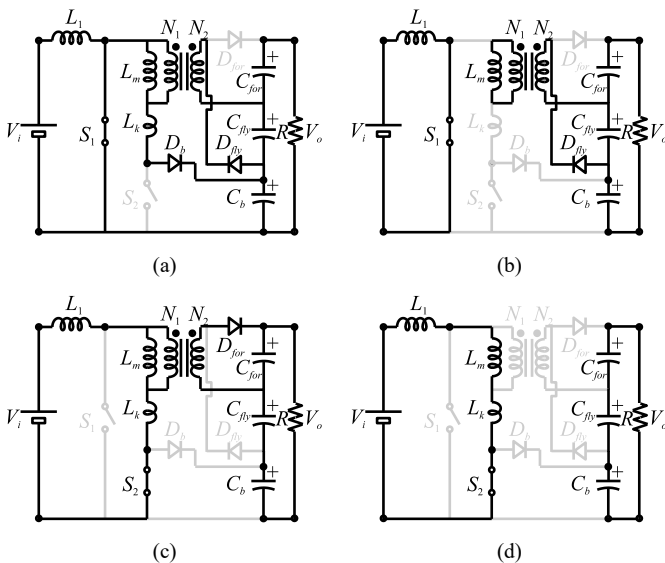 L1 N1 N2
Dfor +
Lm Cfor
Vi S1 Lk Cfly + R Vo
Db Dfly
S2 Cb +
(a)
L1 N1 N2
Dfor +
Lm Cfor
Vi S1 Lk Cfly + R Vo
Db Dfly
S2 Cb +
(b)
L1 N1 N2
Dfor +
Lm Cfor
Vi S1 Lk Cfly + R Vo
Db Dfly
S2 Cb +
(c)
L1 N1 N2
Dfor +
Lm Cfor
Vi S1 Lk Cfly + R Vo
Db Dfly
S2 Cb +
(d)